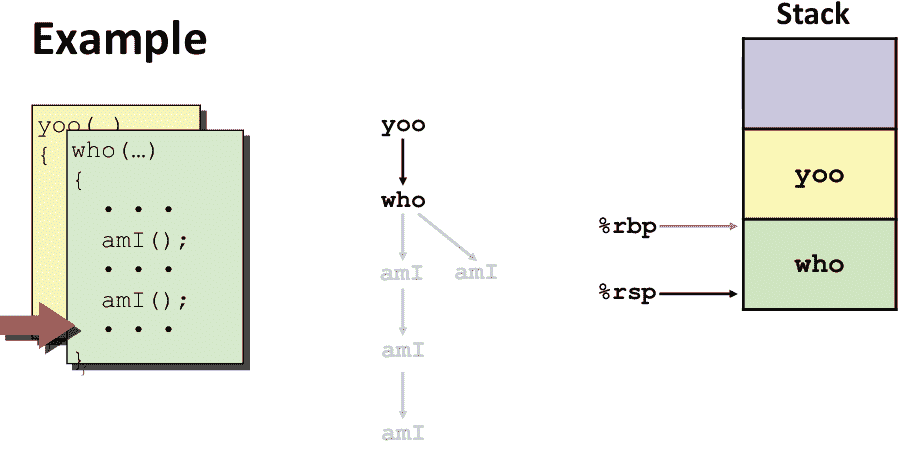 Example
Stack
yoo(…)
{
who(…)
{
• • •
amI();
• • •
amI();
• • •
}
yoo
who
amI amI
amI
amI
%rbp
%rsp
yoo
who